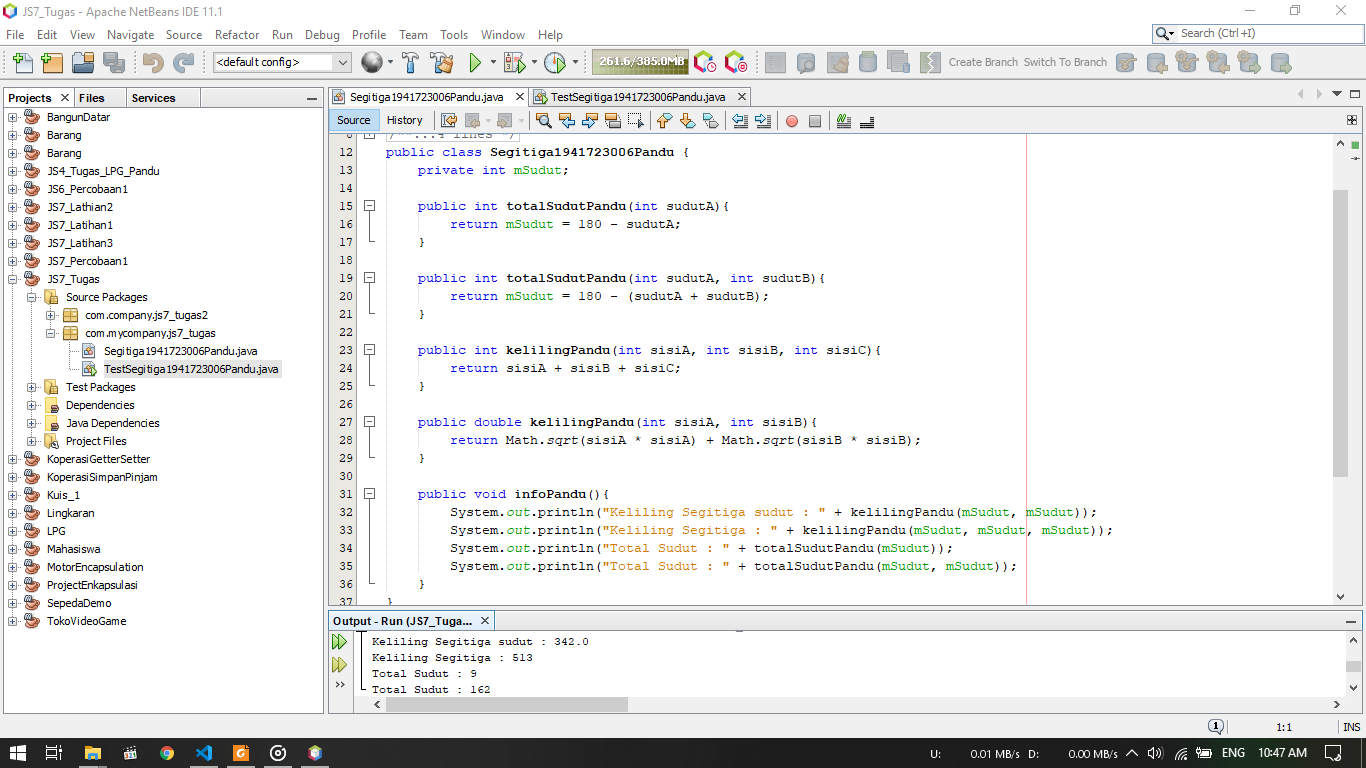 JS7_Tugas - Apache NetBeans IDE 11.1
File Edit View Navigate Source Refactor Run Debug Profile Team Tools Window Help
Search (Ctrl +I)
<default config>
261.6/385.0MB
Create Branch Switch To Branch
Projects Files Services
BangunDatar
Barang
Barang
JS4_Tugas_LPG_Pandu
JS6_Percobaan1
JS7_Lathian2
JS7_Latihan1
JS7_Latihan3
JS7_Percobaan1
JS7_Tugas
Source Packages
com.company.js7_tugas2
com.mycompany.js7_tugas
Segitiga1941723006Pandu.java
TestSegitiga1941723006Pandu.java
Test Packages
Dependencies
Java Dependencies
Project Files
KoperasiGetterSetter
KoperasiSimpanPinjam
Kuis_1
Lingkaran
LPG
Mahasiswa
MotorEncapsulation
ProjectEnkapsulasi
SepedaDemo
TokoVideoGame
Segitiga1941723006Pandu.java TestSegitiga1941723006Pandu.java
Source History
8 /**...4 lines */
12 public class Segitiga1941723006Pandu {
13 private int mSudut;
14
15 public int totalSudutPandu(int sudutA){
16 return mSudut = 180 - sudutA;
17 }
18
19 public int totalSudutPandu(int sudutA, int sudutB){
20 return mSudut = 180 - (sudutA + sudutB);
21 }
22
23 public int kelilingPandu(int sisiA, int sisiB, int sisiC){
24 return sisiA + sisiB + sisiC;
25 }
26
27 public double kelilingPandu(int sisiA, int sisiB){
28 return Math.sqrt(sisiA * sisiA) + Math.sqrt(sisiB * sisiB);
29 }
30
31 public void infoPandu(){
32 System.out.println("Keliling Segitiga sudut : " + kelilingPandu(mSudut, mSudut));
33 System.out.println("Keliling Segitiga : " + kelilingPandu(mSudut, mSudut, mSudut));
34 System.out.println("Total Sudut : " + totalSudutPandu(mSudut));
35 System.out.println("Total Sudut : " + totalSudutPandu(mSudut, mSudut));
36 }
37 }
Output - Run (JS7_Tuga...
Keliling Segitiga sudut : 342.0
Keliling Segitiga : 513
Total Sudut : 9
Total Sudut : 162
1 1:1 INS
U: 0.01 MB/s D: 0.00 MB/s ENG 10:47 AM